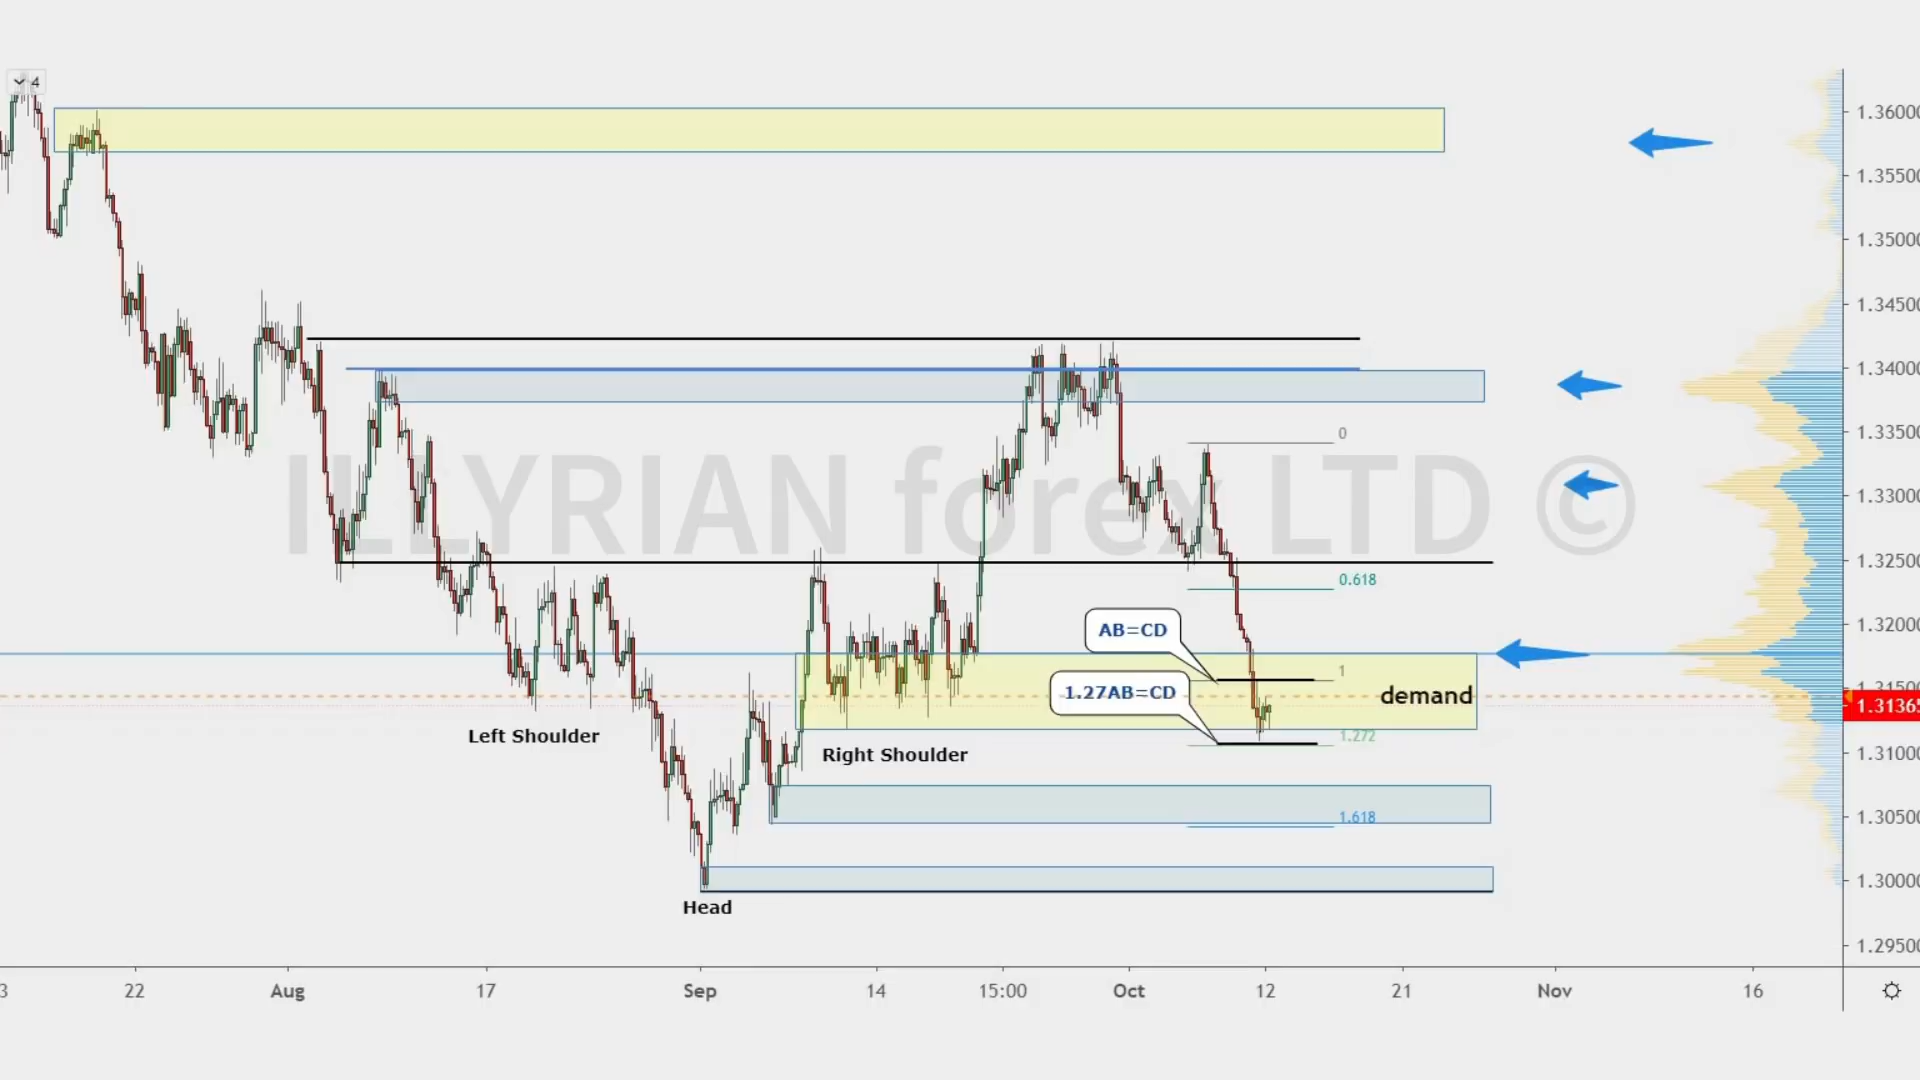 4
1.36000
1.35500
1.35000
1.34500
1.34000
1.33500
1.33000
1.32500
1.32000
1.31500
1.31365
1.31000
1.30500
1.30000
1.29500
ILLYRIAN forex LTD ©
0
0.618
AB=CD
1
1.27AB=CD
demand
1.272
Left Shoulder
Right Shoulder
1.618
Head
3 22 Aug 17 Sep 14 15:00 Oct 12 21 Nov 16